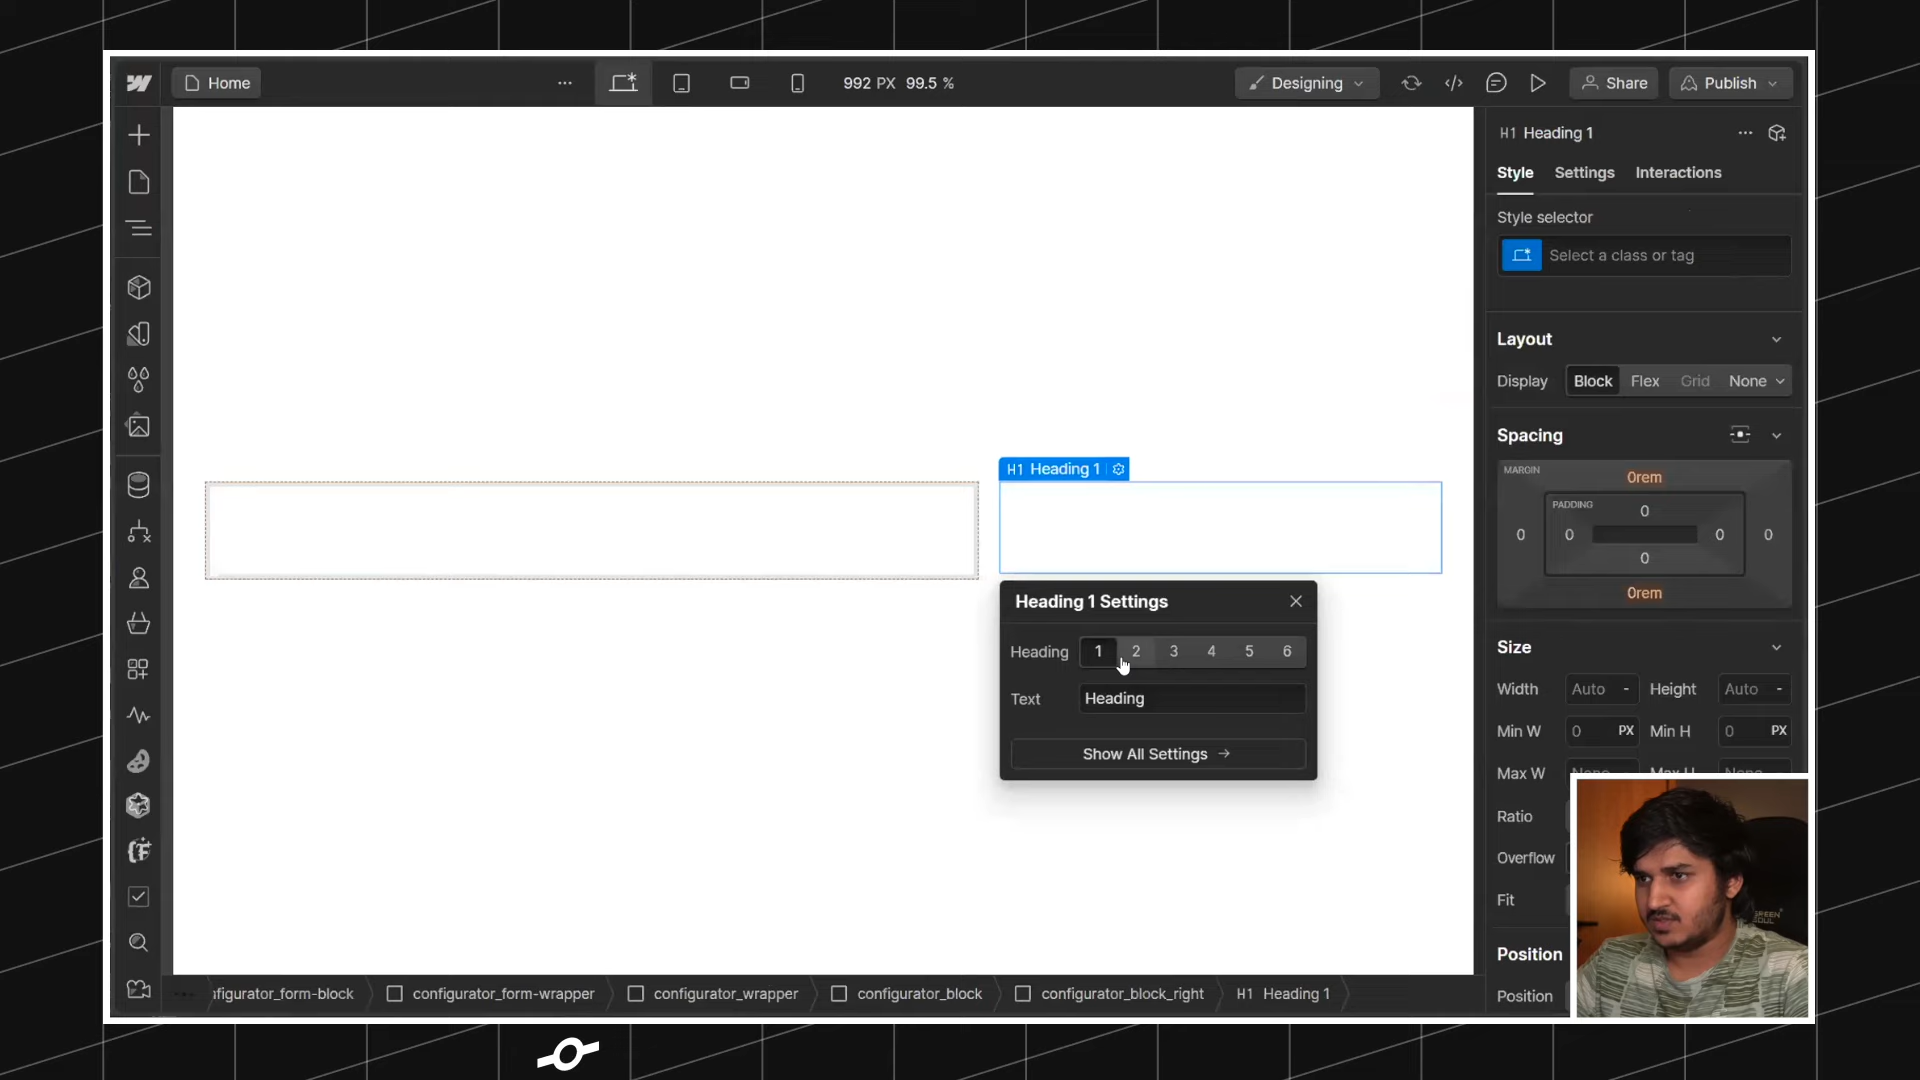 Home
992 PX 99.5 %
Designing
Share
Publish
H1 Heading 1
Style Settings Interactions
Style selector
Select a class or tag
Layout
Display Block Flex Grid None
Spacing
MARGIN
0rem
PADDING
0
0 0 0 0
0
0rem
H1 Heading 1
Heading 1 Settings
Heading 1 2 3 4 5 6
Text Heading
Show All Settings
Size
Width Auto - Height Auto -
Min W 0 PX Min H 0 PX
Max W
Ratio
Overflow
Fit
Position
Position
GREEN
SOUL
figurator_form-block configurator_form-wrapper configurator_wrapper configurator_block configurator_block_right H1 Heading 1